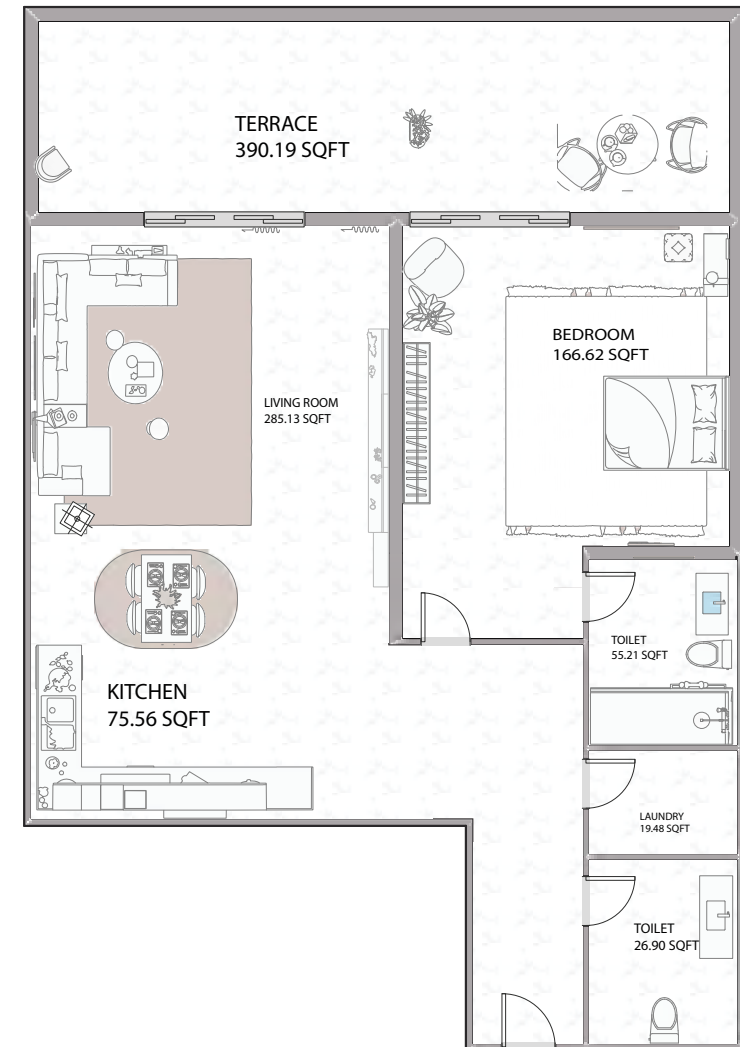 TERRACE
390.19 SQFT
BEDROOM
166.62 SQFT
LIVING ROOM
285.13 SQFT
TOILET
55.21 SQFT
KITCHEN
75.56 SQFT
LAUNDRY
19.48 SQFT
TOILET
26.90 SQFT